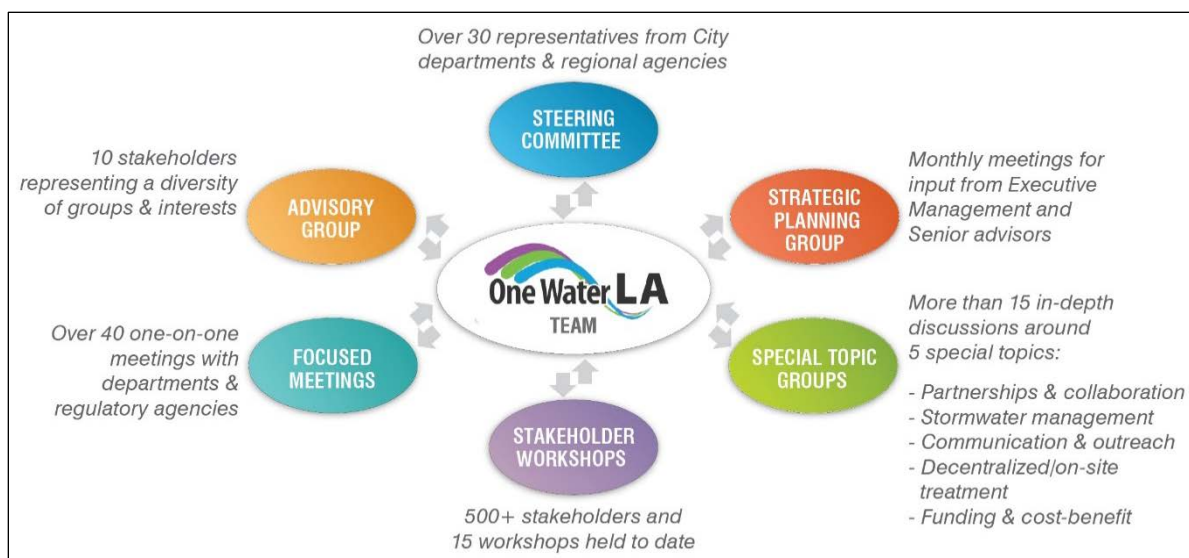 Over 30 representatives from City
departments & regional agencies
STEERING
COMMITTEE
10 stakeholders
representing a diversity
of groups & interests
ADVISORY
GROUP
STRATEGIC
PLANNING
GROUP
Monthly meetings for
input from Executive
Management and
Senior advisors
One Water LA
TEAM
Over 40 one-on-one
meetings with
departments &
regulatory agencies
FOCUSED
MEETINGS
SPECIAL TOPIC
GROUPS
More than 15 in-depth
discussions around
5 special topics:
- Partnerships & collaboration
- Stormwater management
- Communication & outreach
- Decentralized/on-site
treatment
- Funding & cost-benefit
STAKEHOLDER
WORKSHOPS
500+ stakeholders and
15 workshops held to date